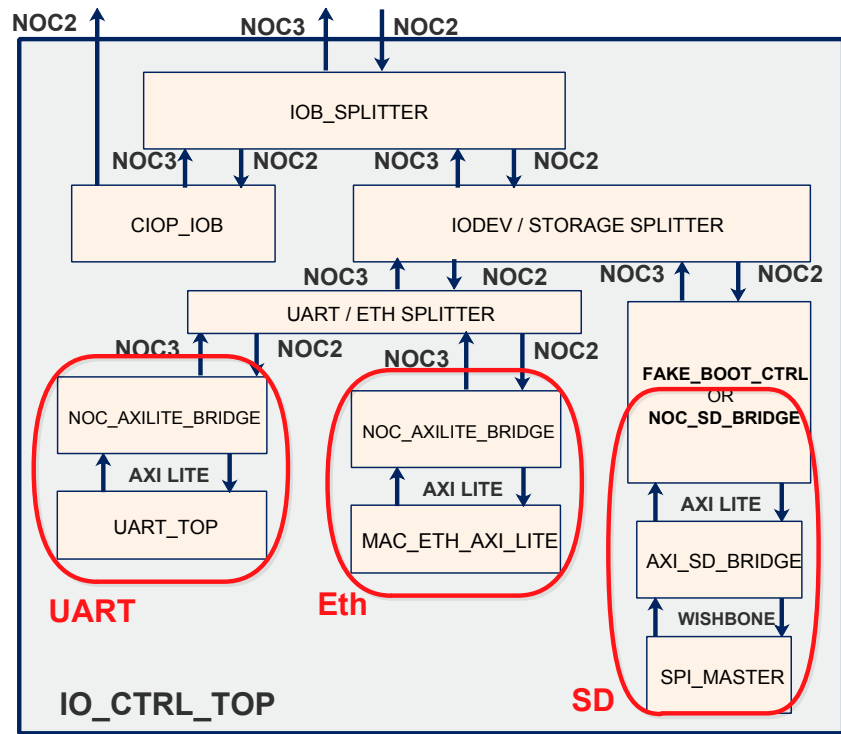 NOC2
NOC3
NOC2
IOB_SPLITTER
NOC3
NOC2
NOC3
NOC2
CIOP_IOB
IODEV / STORAGE SPLITTER
NOC3
NOC2
NOC3
NOC2
UART / ETH SPLITTER
NOC3
NOC2
NOC3
NOC2
FAKE_BOOT_CTRL
OR
NOC_SD_BRIDGE
NOC_AXILITE_BRIDGE
NOC_AXILITE_BRIDGE
AXI LITE
AXI LITE
AXI LITE
UART_TOP
MAC_ETH_AXI_LITE
AXI_SD_BRIDGE
UART
Eth
WISHBONE
SPI_MASTER
IO_CTRL_TOP
SD